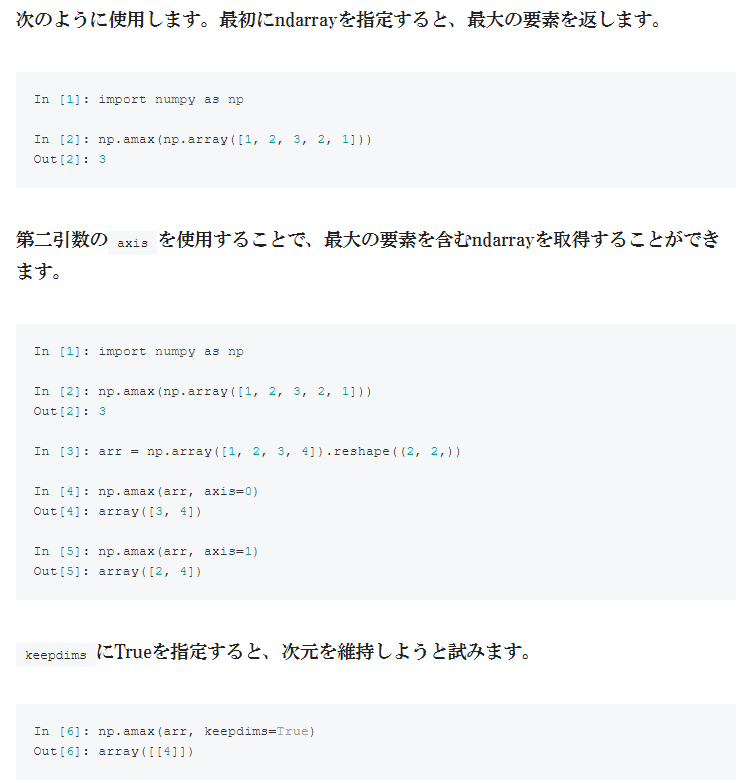 次のように使用します。最初にndarrayを指定すると、最大の要素を返します。
In [1]: import numpy as np
In [2]: np.amax(np.array([1, 2, 3, 2, 1]))
Out[2]: 3
第二引数の axis を使用することで、最大の要素を含むndarrayを取得することができ
ます。
In [1]: import numpy as np
In [2]: np.amax(np.array([1, 2, 3, 2, 1]))
Out[2]: 3
In [3]: arr = np.array([1, 2, 3, 4]).reshape((2, 2,))
In [4]: np.amax(arr, axis=0)
Out[4]: array([3, 4])
In [5]: np.amax(arr, axis=1)
Out[5]: array([2, 4])
keepdims にTrueを指定すると、次元を維持しようと試みます。
In [6]: np.amax(arr, keepdims=True)
Out[6]: array([[4]])